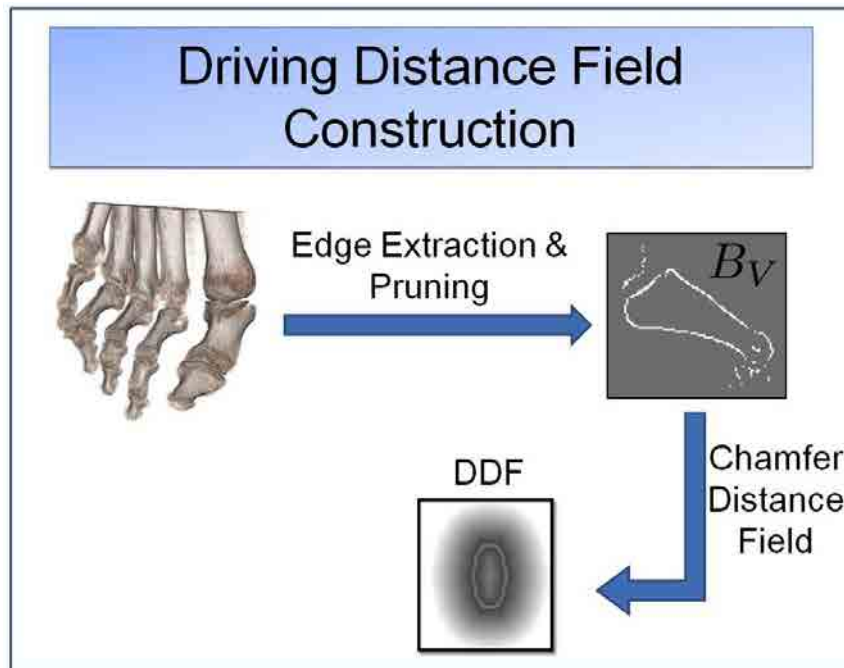 Driving Distance Field
Construction
Edge Extraction &
Pruning
B_V
Chamfer
Distance
Field
DDF